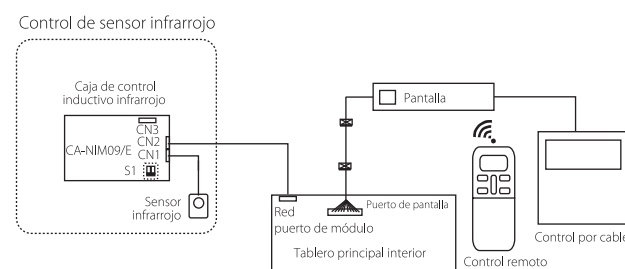 Control de sensor infrarrojo
Caja de control
inductivo infrarrojo
CN3
CN2
CA-NIM09/E CN1
S1
Sensor
infrarrojo
Pantalla
Red
puerto de módulo
Puerto de pantalla
Tablero principal interior
Control remoto
Control por cable